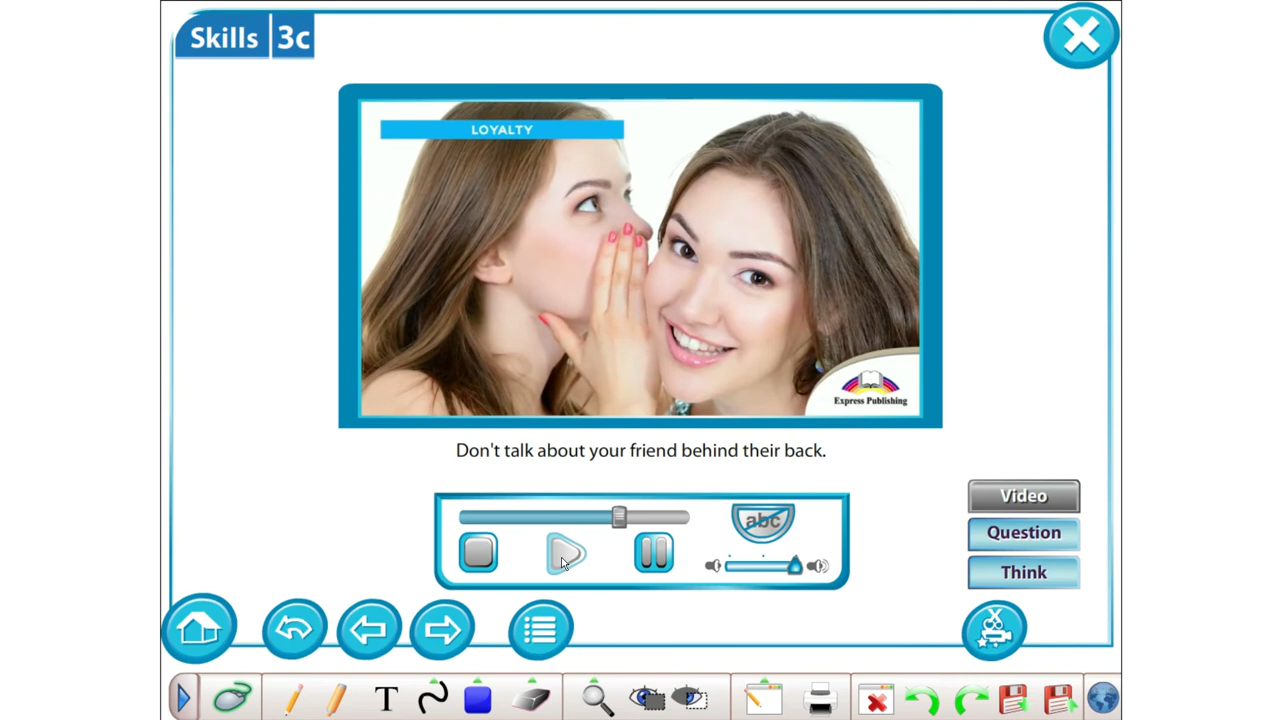 Skills 3c
LOYALTY
Express Publishing
Don't talk about your friend behind their back.
abc
Video
Question
Think
T